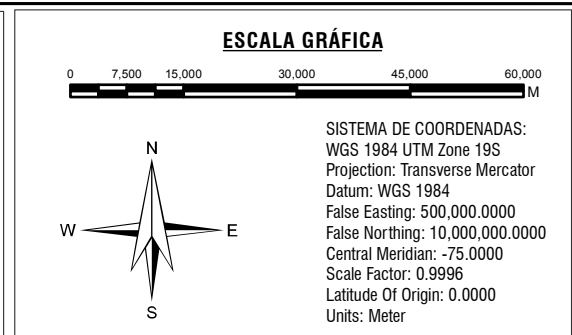 ESCALA GRÁFICA
0 7,500 15,000 30,000 45,000 60,000
M
SISTEMA DE COORDENADAS:
WGS 1984 UTM Zone 19S
Projection: Transverse Mercator
Datum: WGS 1984
False Easting: 500,000.0000
False Northing: 10,000,000.0000
Central Meridian: -75.0000
Scale Factor: 0.9996
Latitude Of Origin: 0.0000
Units: Meter
N
W E
S